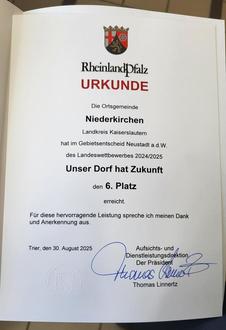 RheinlandPfalz
URKUNDE
Die Ortsgemeinde
Niederkirchen
Landkreis Kaiserslautern
hat im Gebietsentscheid Neustadt a.d.W.
des Landeswettbewerbes 2024/2025
Unser Dorf hat Zukunft
den 6. Platz
erreicht.
Für diese hervorragende Leistung spreche ich meinen Dank
und Anerkennung aus.
Trier, den 30. August 2025
Aufsichts- und
Dienstleistungsdirektion
Der Präsident
Thomas Linnertz